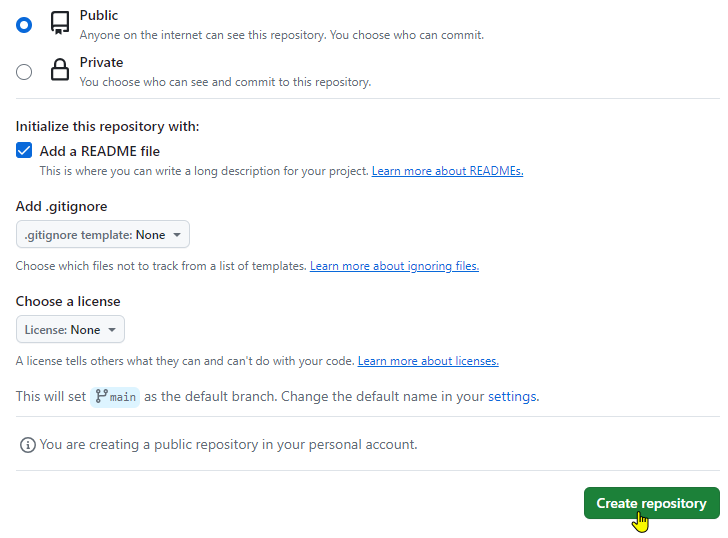 Public
Anyone on the internet can see this repository. You choose who can commit.
Private
You choose who can see and commit to this repository.
Initialize this repository with:
Add a README file
This is where you can write a long description for your project. Learn more about READMEs.
Add .gitignore
.gitignore template: None
Choose which files not to track from a list of templates. Learn more about ignoring files.
Choose a license
License: None
A license tells others what they can and can't do with your code. Learn more about licenses.
This will set main as the default branch. Change the default name in your settings.
You are creating a public repository in your personal account.
Create repository